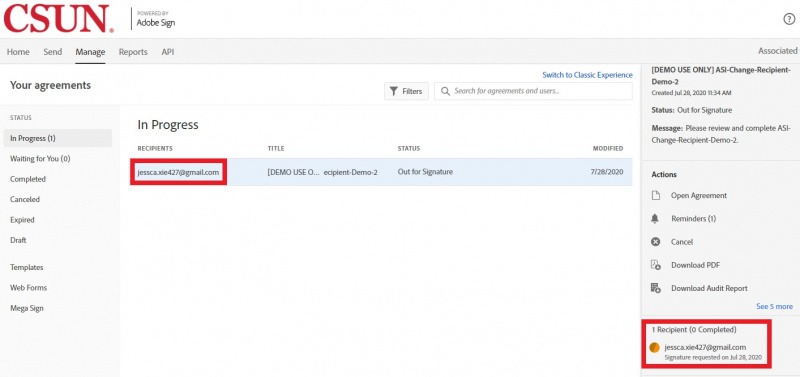 CSUN.
POWERED BY
Adobe Sign
Home Send Manage Reports API
Associated
Your agreements
Switch to Classic Experience
Filters
Search for agreements and users..
STATUS
In Progress (1)
Waiting for You (0)
Completed
Canceled
Expired
Draft
Templates
Web Forms
Mega Sign
In Progress
RECIPIENTS TITLE STATUS MODIFIED
jessca.xie427@gmail.com [DEMO USE O... ecipient-Demo-2 Out for Signature 7/28/2020
[DEMO USE ONLY] ASI-Change-Recipient-
Demo-2
Created Jul 28, 2020 11:34 AM
Status: Out for Signature
Message: Please review and complete ASI-
Change-Recipient-Demo-2.
Actions
Open Agreement
Reminders (1)
Cancel
Download PDF
Download Audit Report
See 5 more
1 Recipient (0 Completed)
jessca.xie427@gmail.com
Signature requested on Jul 28, 2020